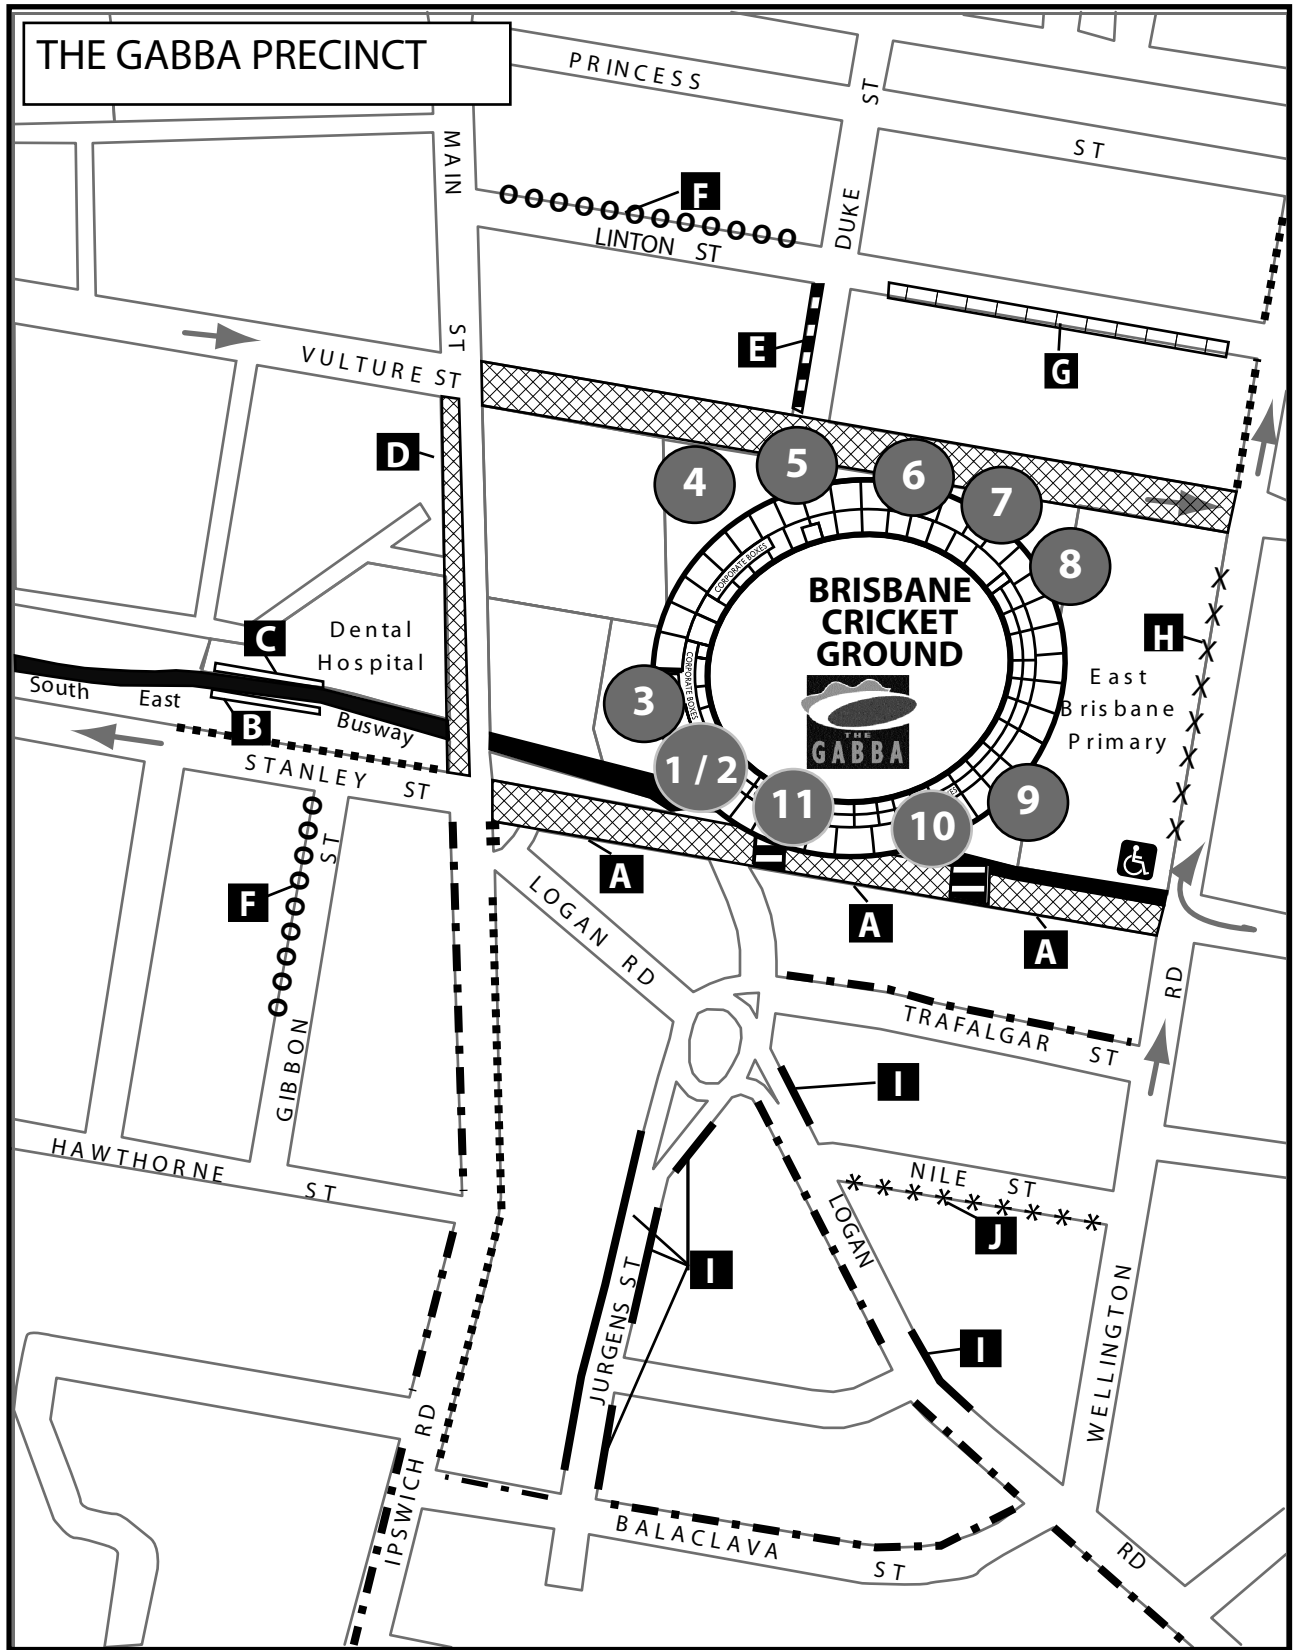 THE GABBA PRECINCT
PRINCESS
ST
ST
MAIN
DUKE
F
LINTON ST
E
G
ST
VULTURE ST
D
4
5
6
7
8
CORPORATE BOXES
BRISBANE
CRICKET
GROUND
H
C
Dental
Hospital
South East Busway
B
CORPORATE BOXES
3
THE
GABBA
East
Brisbane
Primary
STANLEY ST
1 / 2
11
10
9
A
A
A
F
GIBBON
ST
LOGAN RD
RD
TRAFALGAR ST
I
HAWTHORNE ST
NILE ST
J
LOGAN
I
JURGENS ST
I
WELLINGTON
IPSWICH RD
BALACLAVA ST
RD